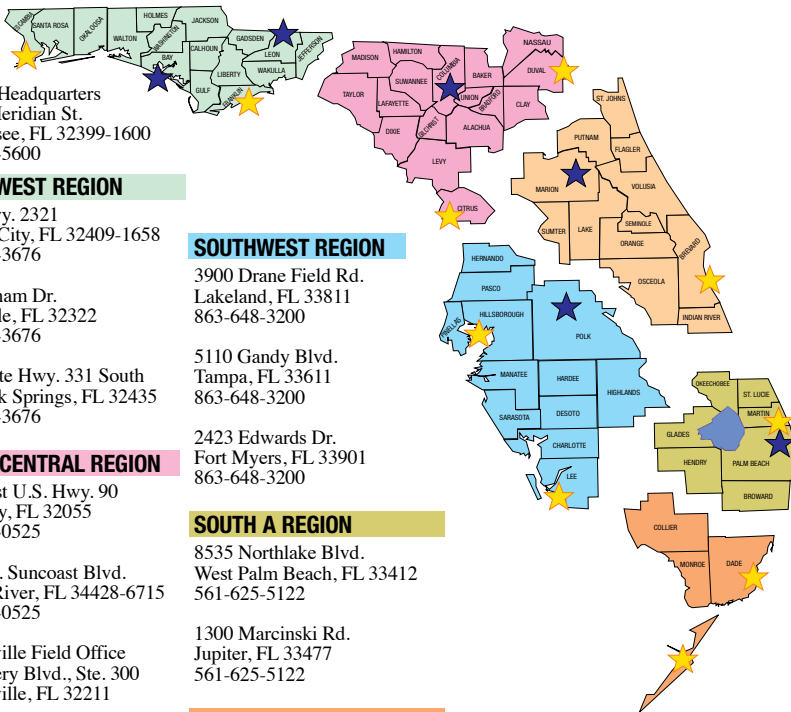 Headquarters
eridian St.
see, FL 32399-1600
-5600
WEST REGION
vy. 2321
City, FL 32409-1658
-3676
ham Dr.
le, FL 32322
-3676
te Hwy. 331 South
k Springs, FL 32435
-3676
CENTRAL REGION
st U.S. Hwy. 90
y, FL 32055
-0525
. Suncoast Blvd.
River, FL 34428-6715
-0525
ville Field Office
ery Blvd., Ste. 300
ville, FL 32211
SOUTHWEST REGION
3900 Drane Field Rd.
Lakeland, FL 33811
863-648-3200
5110 Gandy Blvd.
Tampa, FL 33611
863-648-3200
2423 Edwards Dr.
Fort Myers, FL 33901
863-648-3200
SOUTH A REGION
8535 Northlake Blvd.
West Palm Beach, FL 33412
561-625-5122
1300 Marcinski Rd.
Jupiter, FL 33477
561-625-5122
ESCAMBIA
SANTA ROSA
OKALOOSA
WALTON
HOLMES
WASHINGTON
BAY
JACKSON
CALHOUN
GULF
GADSDEN
LIBERTY
FRANKLIN
LEON
WAKULLA
JEFFERSON
MADISON
HAMILTON
TAYLOR
SUWANNEE
LAFAYETTE
COLUMBIA
DIXIE
GILCHRIST
BAKER
UNION
BRADFORD
ALACHUA
LEVY
NASSAU
DUVAL
CLAY
CITRUS
ST. JOHNS
PUTNAM
FLAGLER
MARION
VOLUSIA
SUMTER
LAKE
SEMINOLE
ORANGE
BREVARD
OSCEOLA
INDIAN RIVER
HERNANDO
PASCO
PINELLAS
HILLSBOROUGH
POLK
MANATEE
HARDEE
HIGHLANDS
SARASOTA
DESOTO
CHARLOTTE
LEE
OKEECHOBEE
ST. LUCIE
MARTIN
GLADES
HENDRY
PALM BEACH
BROWARD
COLLIER
MONROE
DADE